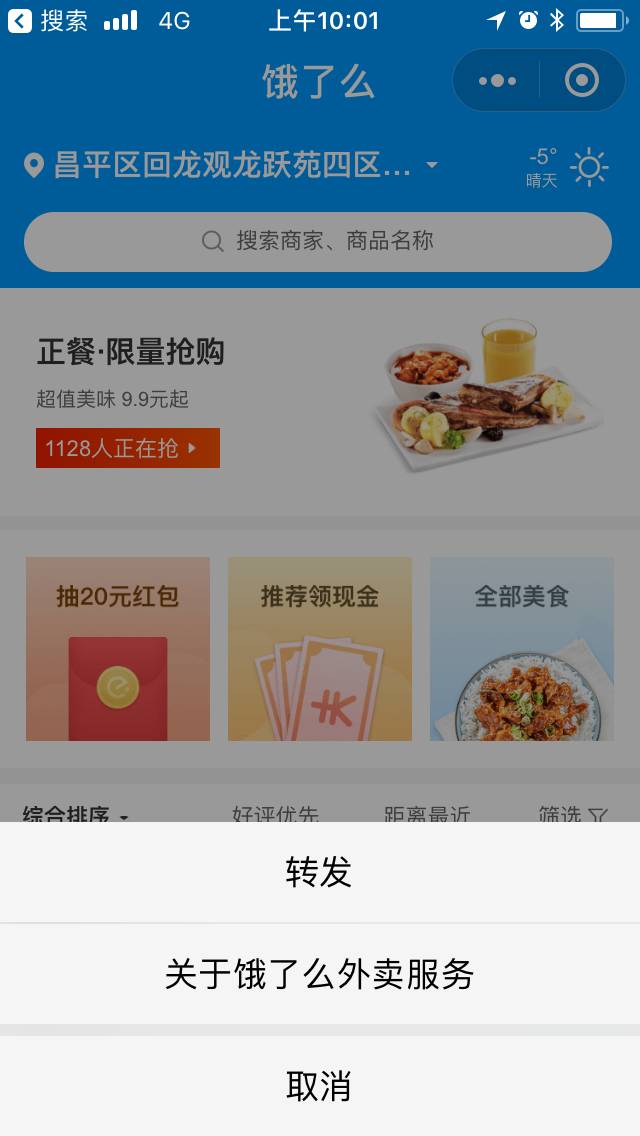 搜索 4G 上午10:01
饿了么
昌平区回龙观龙跃苑四区...
-5°
晴天
搜索商家、商品名称
正餐·限量抢购
超值美味 9.9元起
1128人正在抢
抽20元红包 推荐领现金 全部美食
综合排序 好评优先 距离最近 筛选
转发
关于饿了么外卖服务
取消